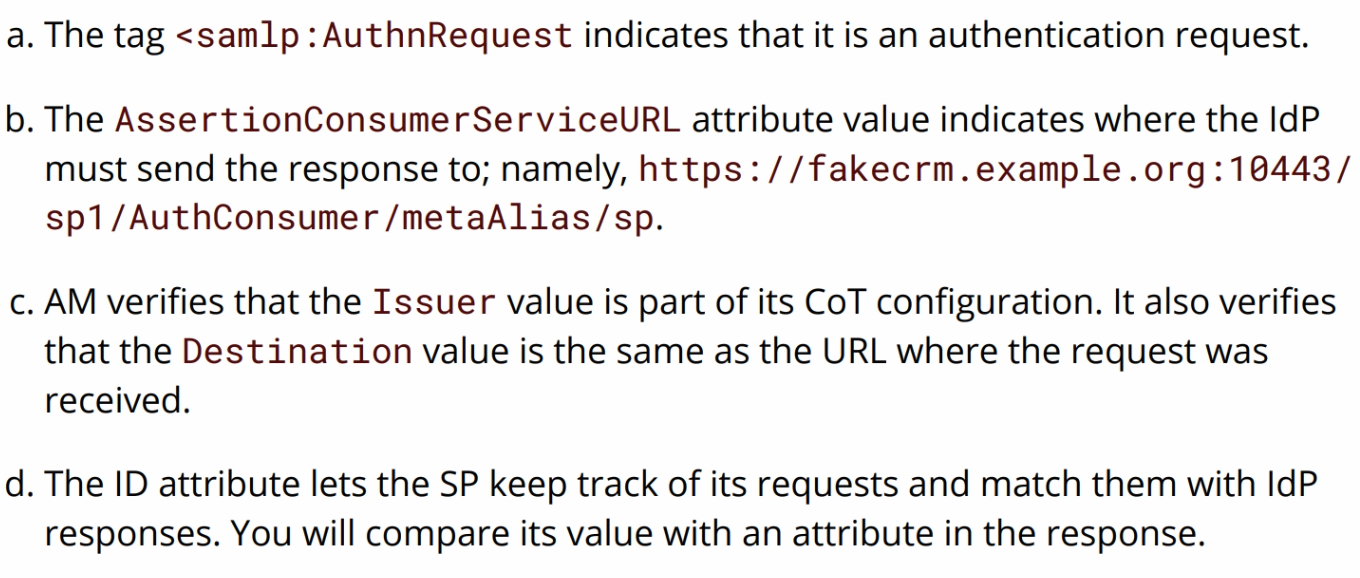 a. The tag <samlp:AuthnRequest indicates that it is an authentication request.
b. The AssertionConsumerServiceURL attribute value indicates where the IdP
must send the response to; namely, https://fakecrm.example.org:10443/
sp1/AuthConsumer/metaAlias/sp.
c. AM verifies that the Issuer value is part of its CoT configuration. It also verifies
that the Destination value is the same as the URL where the request was
received.
d. The ID attribute lets the SP keep track of its requests and match them with IdP
responses. You will compare its value with an attribute in the response.